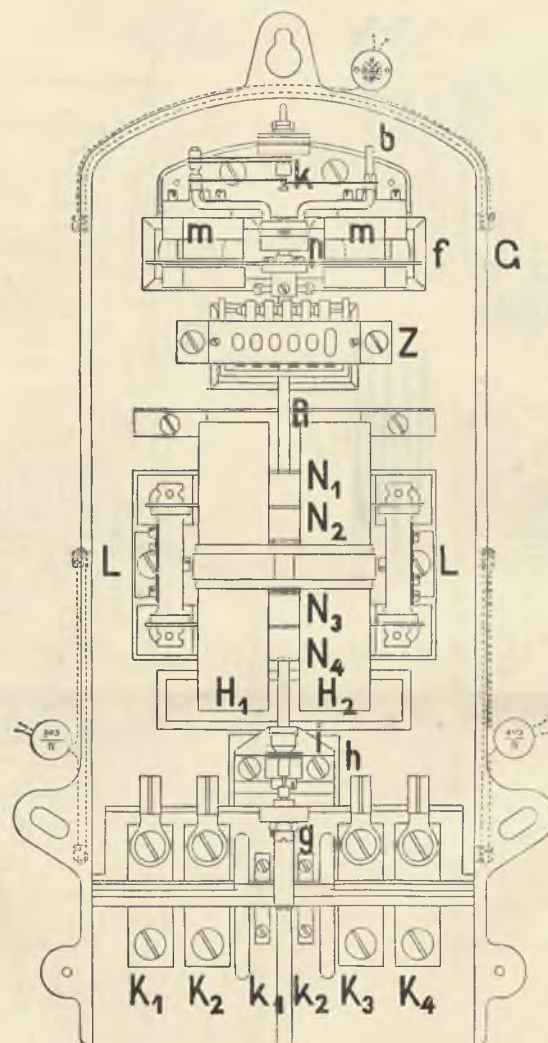 b
k
m n m f G
Z
R
N₁
N₂
L L
N₃
N₄
H₁ H₂
i h
g
K₁ K₂ k₁ k₂ K₃ K₄